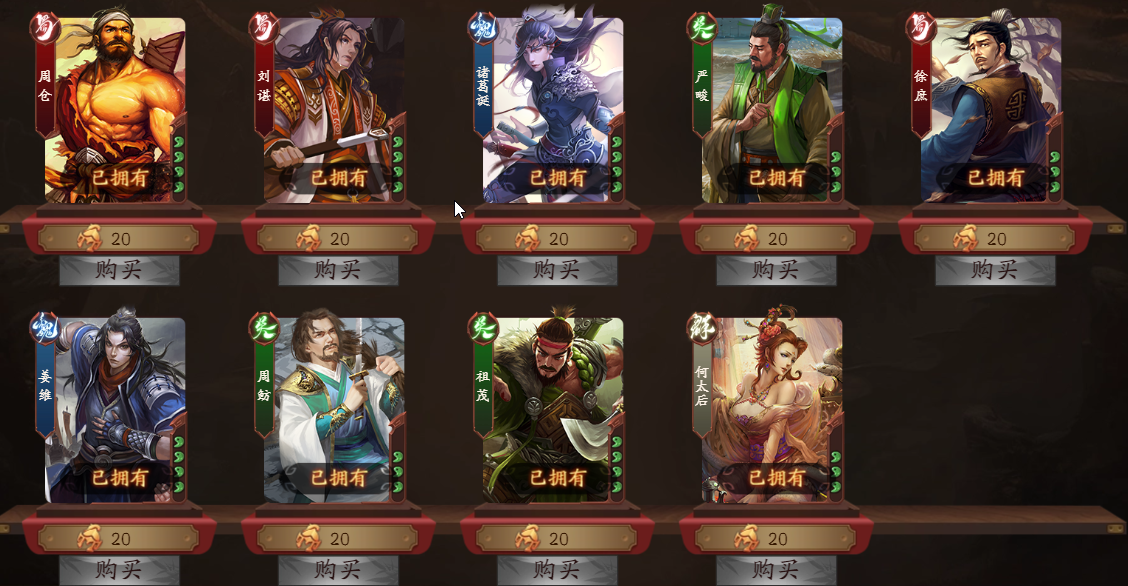 蜀 周仓
已拥有
20
购买
蜀 刘谌
已拥有
20
购买
魏 诸葛诞
已拥有
20
购买
吴 严畯
已拥有
20
购买
蜀 徐庶
已拥有
20
购买
魏 姜维
已拥有
20
购买
吴 周鲂
已拥有
20
购买
吴 祖茂
已拥有
20
购买
群 何太后
已拥有
20
购买